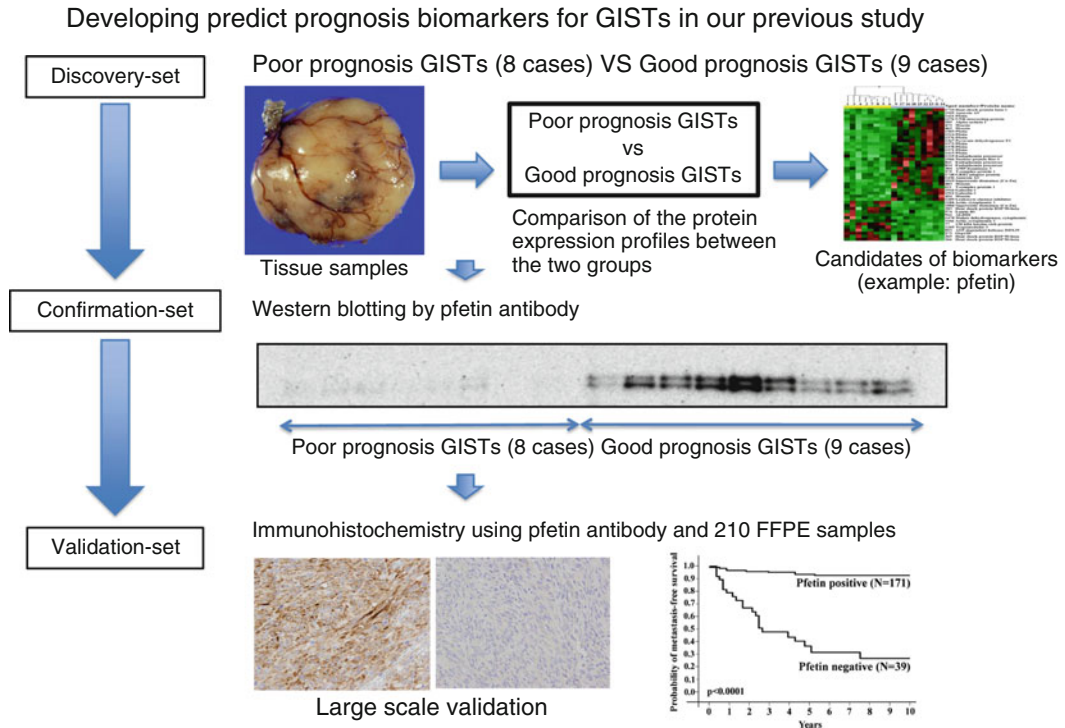 Developing predict prognosis biomarkers for GISTs in our previous study
Discovery-set
Poor prognosis GISTs (8 cases) VS Good prognosis GISTs (9 cases)
Poor prognosis GISTs
vs
Good prognosis GISTs
Tissue samples
Comparison of the protein
expression profiles between
the two groups
Candidates of biomarkers
(example: pfetin)
Confirmation-set
Western blotting by pfetin antibody
Poor prognosis GISTs (8 cases) Good prognosis GISTs (9 cases)
Validation-set
Immunohistochemistry using pfetin antibody and 210 FFPE samples
Large scale validation
Probability of metastasis-free survival
1.0
0.9
0.8
0.7
0.6
0.5
0.4
0.3
0.2
0.1
0.0
Pfetin positive (N=171)
Pfetin negative (N=39)
p<0.0001
0 1 2 3 4 5 6 7 8 9 10
Years